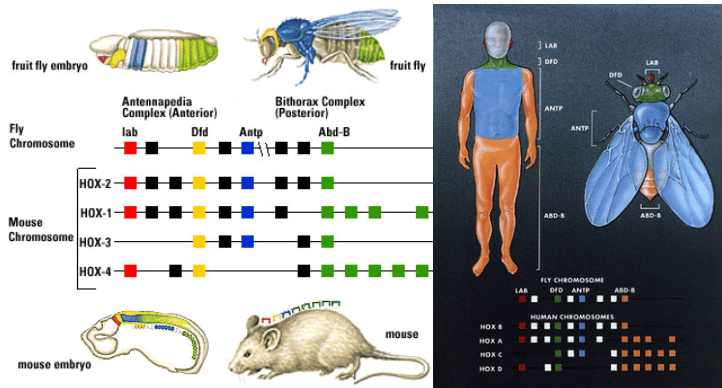 fruit fly embryo
fruit fly
Antennapedia
Complex (Anterior)
Bithorax Complex
(Posterior)
Fly
Chromosome
lab
Dfd
Antp
Abd-B
HOX-2
HOX-1
Mouse
Chromosome
HOX-3
HOX-4
mouse embryo
mouse
LAB
DFD
ANTP
ABD-B
LAB
DFD
ANTP
ABD-B
FLY CHROMOSOME
LAB
DFD
ANTP
ABD-B
HUMAN CHROMOSOMES
HOX B
HOX A
HOX C
HOX D